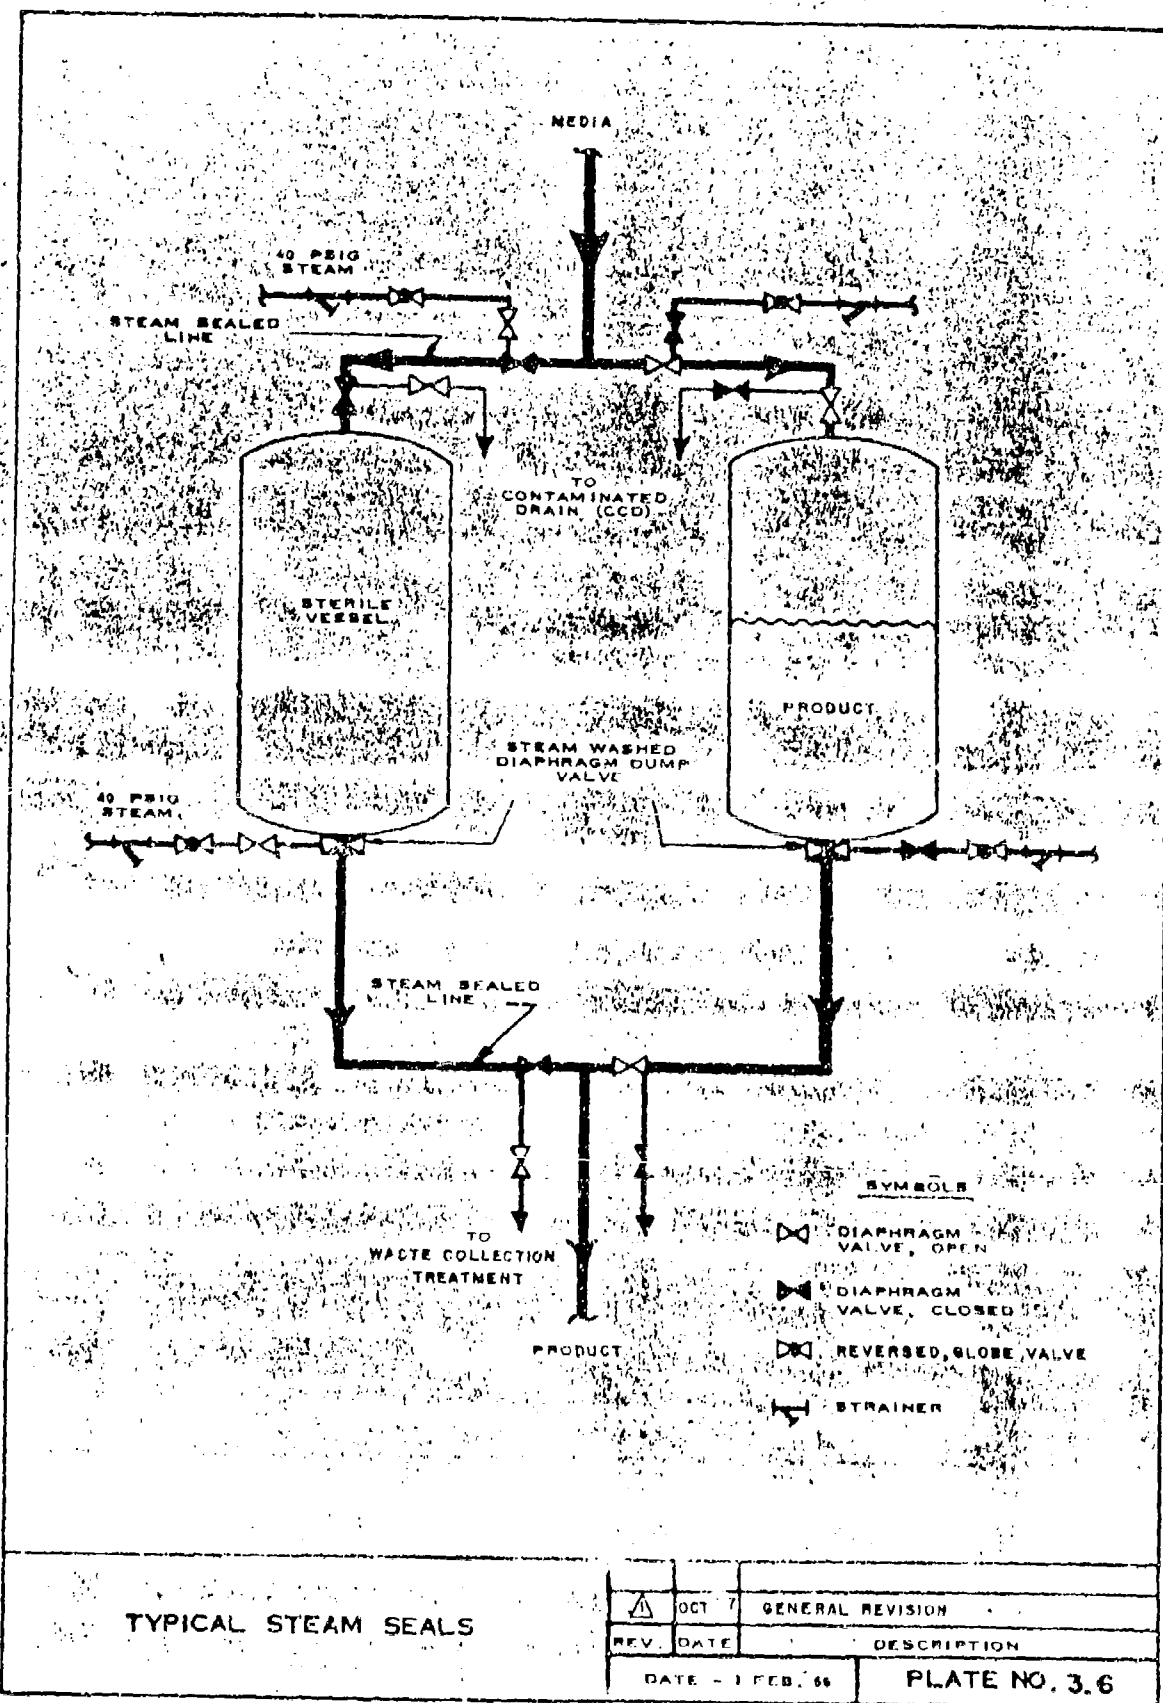 MEDIA
40 PSIG
STEAM
STEAM SEALED
LINE
TO
CONTAMINATED
DRAIN (CCD)
STERILE
VESSEL
PRODUCT
STEAM WASHED
DIAPHRAGM DUMP
VALVE
40 PSIG
STEAM
STEAM SEALED
LINE
SYMBOLS
TO
WASTE COLLECTION
TREATMENT
DIAPHRAGM
VALVE, OPEN
DIAPHRAGM
VALVE, CLOSED
PRODUCT
REVERSED, GLOBE VALVE
STRAINER
TYPICAL STEAM SEALS
1 OCT 7 GENERAL REVISION
REV. DATE DESCRIPTION
DATE - 1 FEB. 66
PLATE NO. 3.6